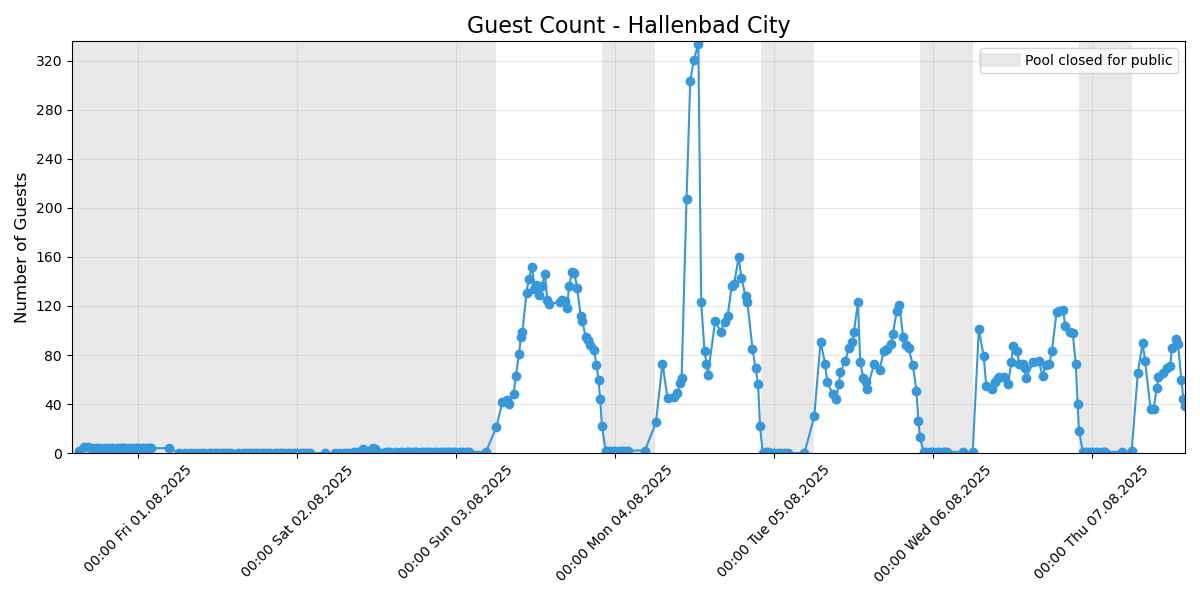 Guest Count - Hallenbad City
Pool closed for public
Number of Guests
320
280
240
200
160
120
80
40
0
00:00 Fri 01.08.2025
00:00 Sat 02.08.2025
00:00 Sun 03.08.2025
00:00 Mon 04.08.2025
00:00 Tue 05.08.2025
00:00 Wed 06.08.2025
00:00 Thu 07.08.2025